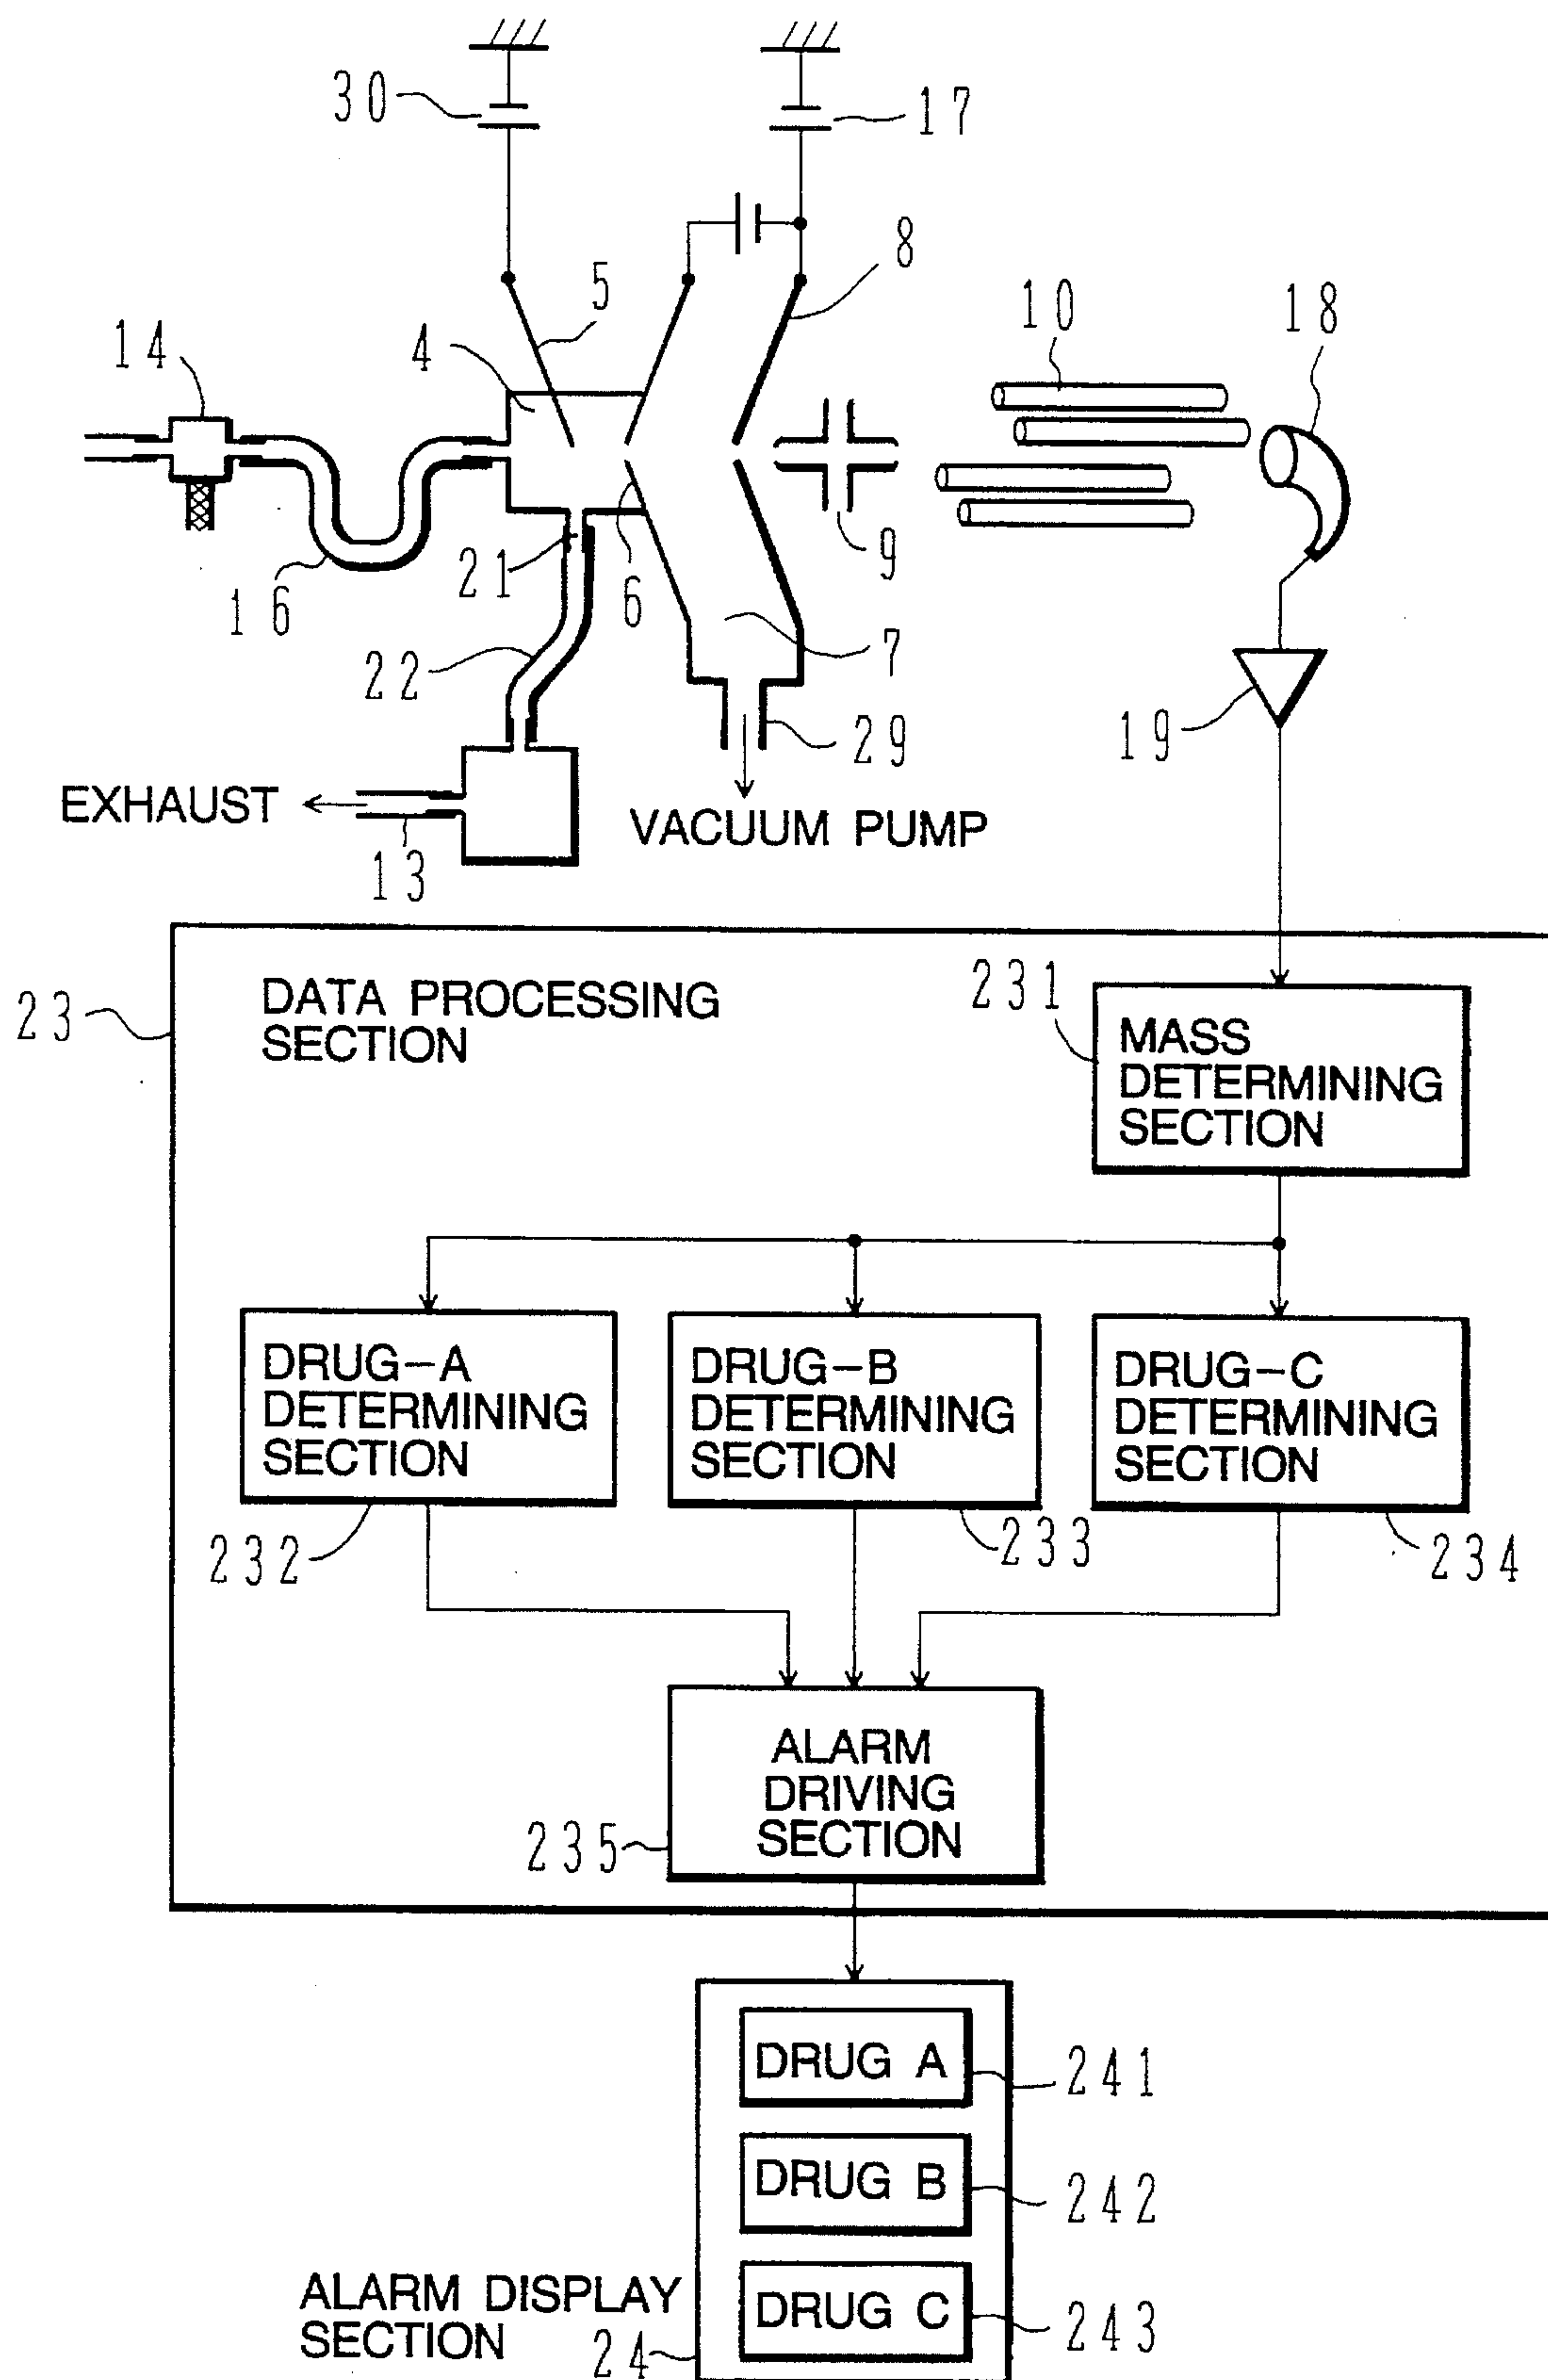 30
17
8
5
10
18
14
4
9
21
16
6
7
22
29
19
EXHAUST
VACUUM PUMP
13
23
DATA PROCESSING
SECTION
231
MASS
DETERMINING
SECTION
DRUG-A
DETERMINING
SECTION
DRUG-B
DETERMINING
SECTION
DRUG-C
DETERMINING
SECTION
232
233
234
ALARM
DRIVING
SECTION
235
DRUG A
241
DRUG B
242
DRUG C
243
ALARM DISPLAY
SECTION
24